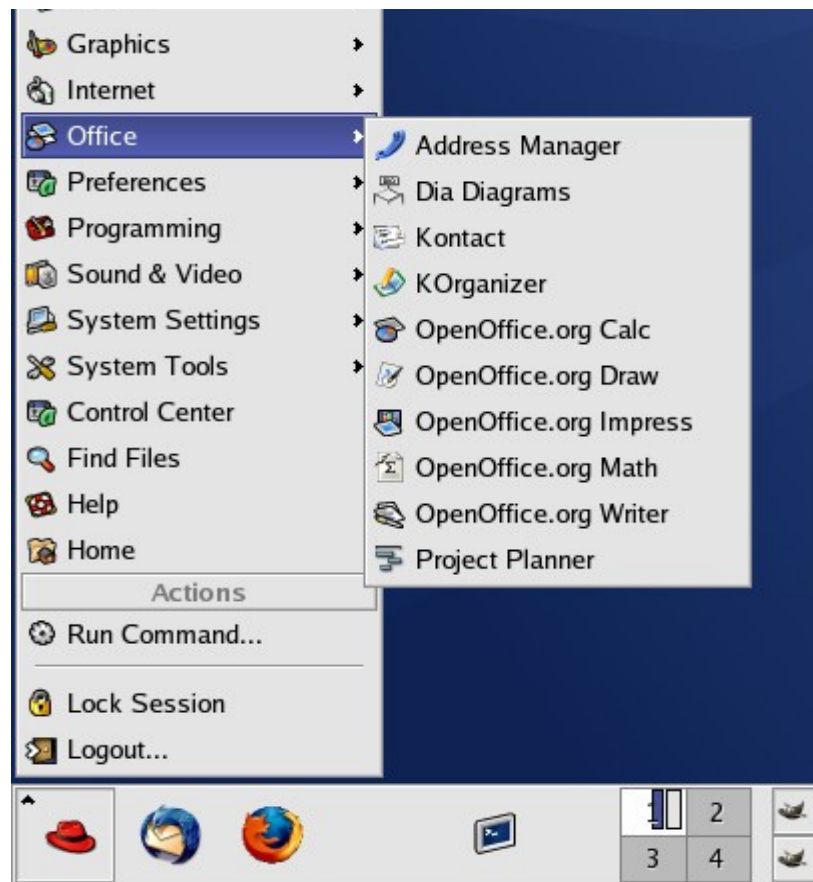 Graphics
Internet
Office
Preferences
Programming
Sound & Video
System Settings
System Tools
Control Center
Find Files
Help
Home
Actions
Run Command...
Lock Session
Logout...
Address Manager
Dia Diagrams
Kontact
KOrganizer
OpenOffice.org Calc
OpenOffice.org Draw
OpenOffice.org Impress
OpenOffice.org Math
OpenOffice.org Writer
Project Planner
1 2
3 4